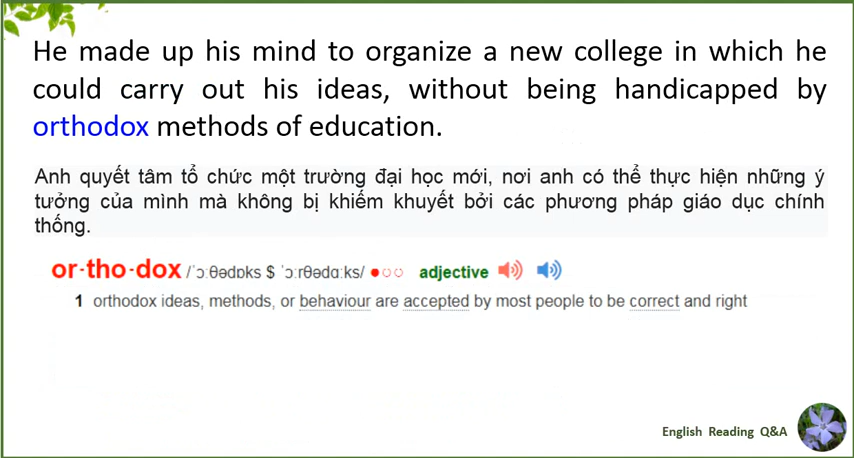 He made up his mind to organize a new college in which he
could carry out his ideas, without being handicapped by
orthodox methods of education.
Anh quyết tâm tổ chức một trường đại học mới, nơi anh có thể thực hiện những ý
tưởng của mình mà không bị khiếm khuyết bởi các phương pháp giáo dục chính
thống.
or‧tho‧dox /ˈɔːθədɒks $ ˈɔːrθədɑːks/ ●○○ adjective
1 orthodox ideas, methods, or behaviour are accepted by most people to be correct and right
English Reading Q&A